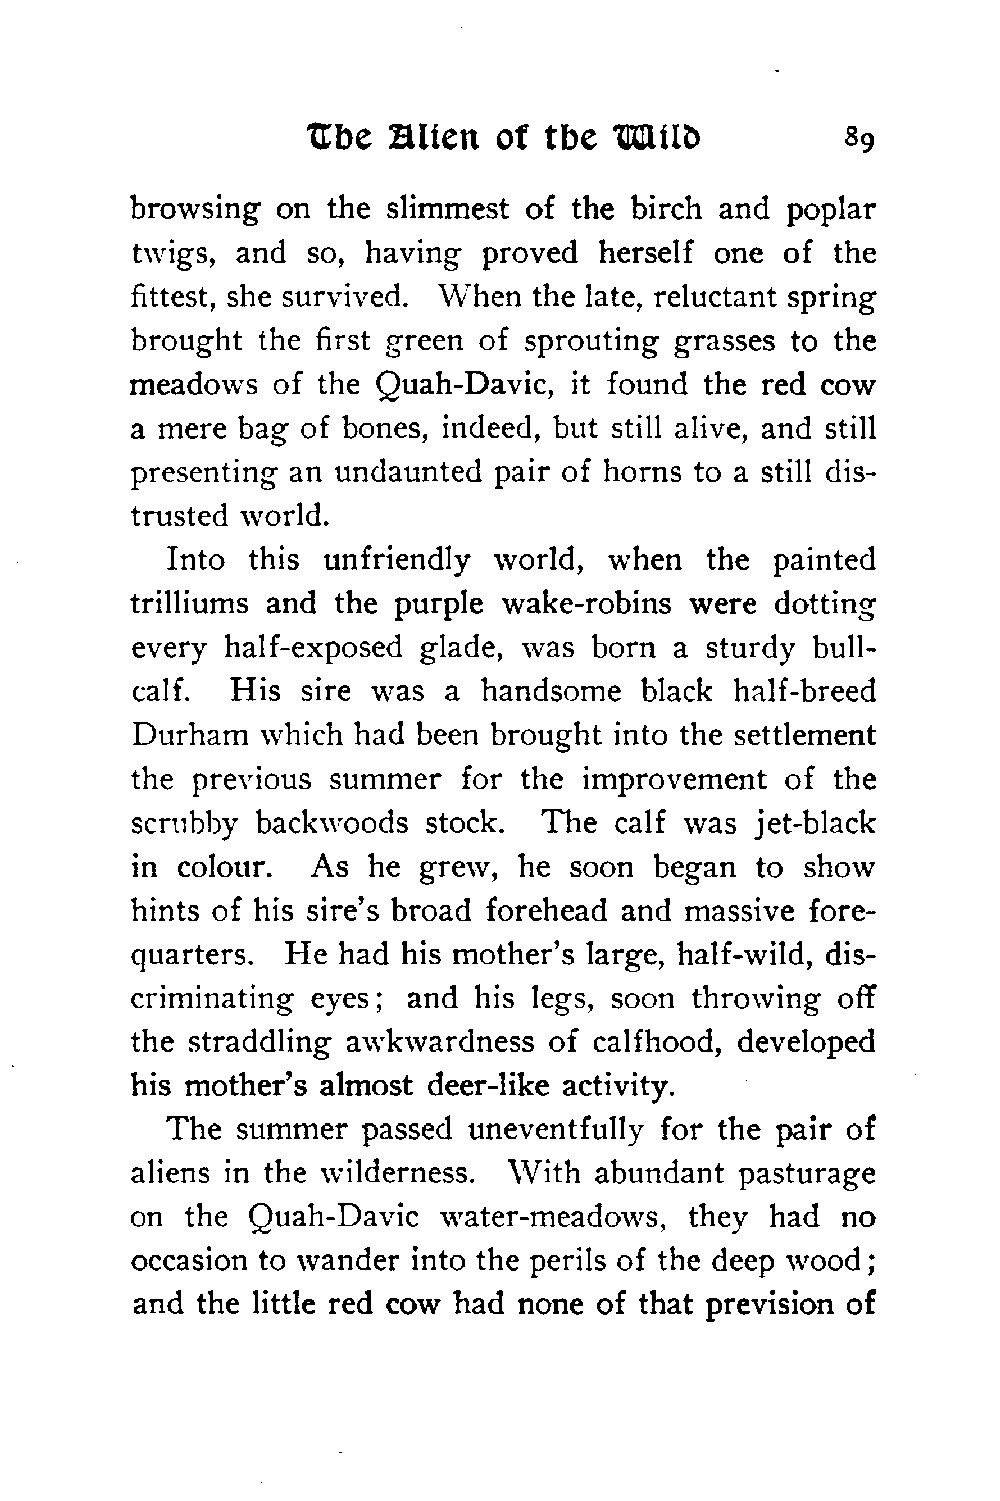 The Alien of the Wild 89
browsing on the slimmest of the birch and poplar
twigs, and so, having proved herself one of the
fittest, she survived. When the late, reluctant spring
brought the first green of sprouting grasses to the
meadows of the Quah-Davic, it found the red cow
a mere bag of bones, indeed, but still alive, and still
presenting an undaunted pair of horns to a still dis-
trusted world.
Into this unfriendly world, when the painted
trilliums and the purple wake-robins were dotting
every half-exposed glade, was born a sturdy bull-
calf. His sire was a handsome black half-breed
Durham which had been brought into the settlement
the previous summer for the improvement of the
scrubby backwoods stock. The calf was jet-black
in colour. As he grew, he soon began to show
hints of his sire's broad forehead and massive fore-
quarters. He had his mother's large, half-wild, dis-
criminating eyes; and his legs, soon throwing off
the straddling awkwardness of calfhood, developed
his mother's almost deer-like activity.
The summer passed uneventfully for the pair of
aliens in the wilderness. With abundant pasturage
on the Quah-Davic water-meadows, they had no
occasion to wander into the perils of the deep wood;
and the little red cow had none of that prevision of